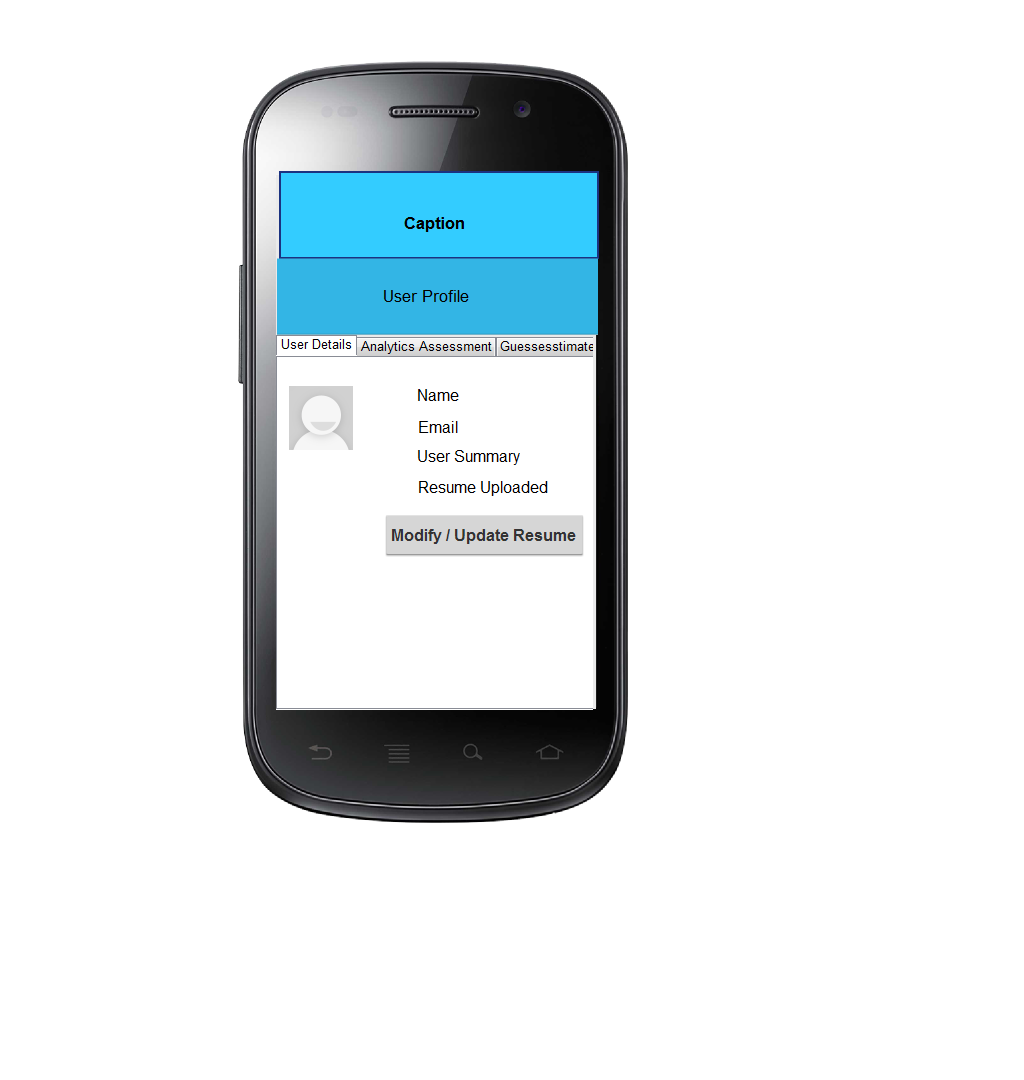 Caption
User Profile
User Details
Analytics Assessment
Guessesstimate
Name
Email
User Summary
Resume Uploaded
Modify / Update Resume